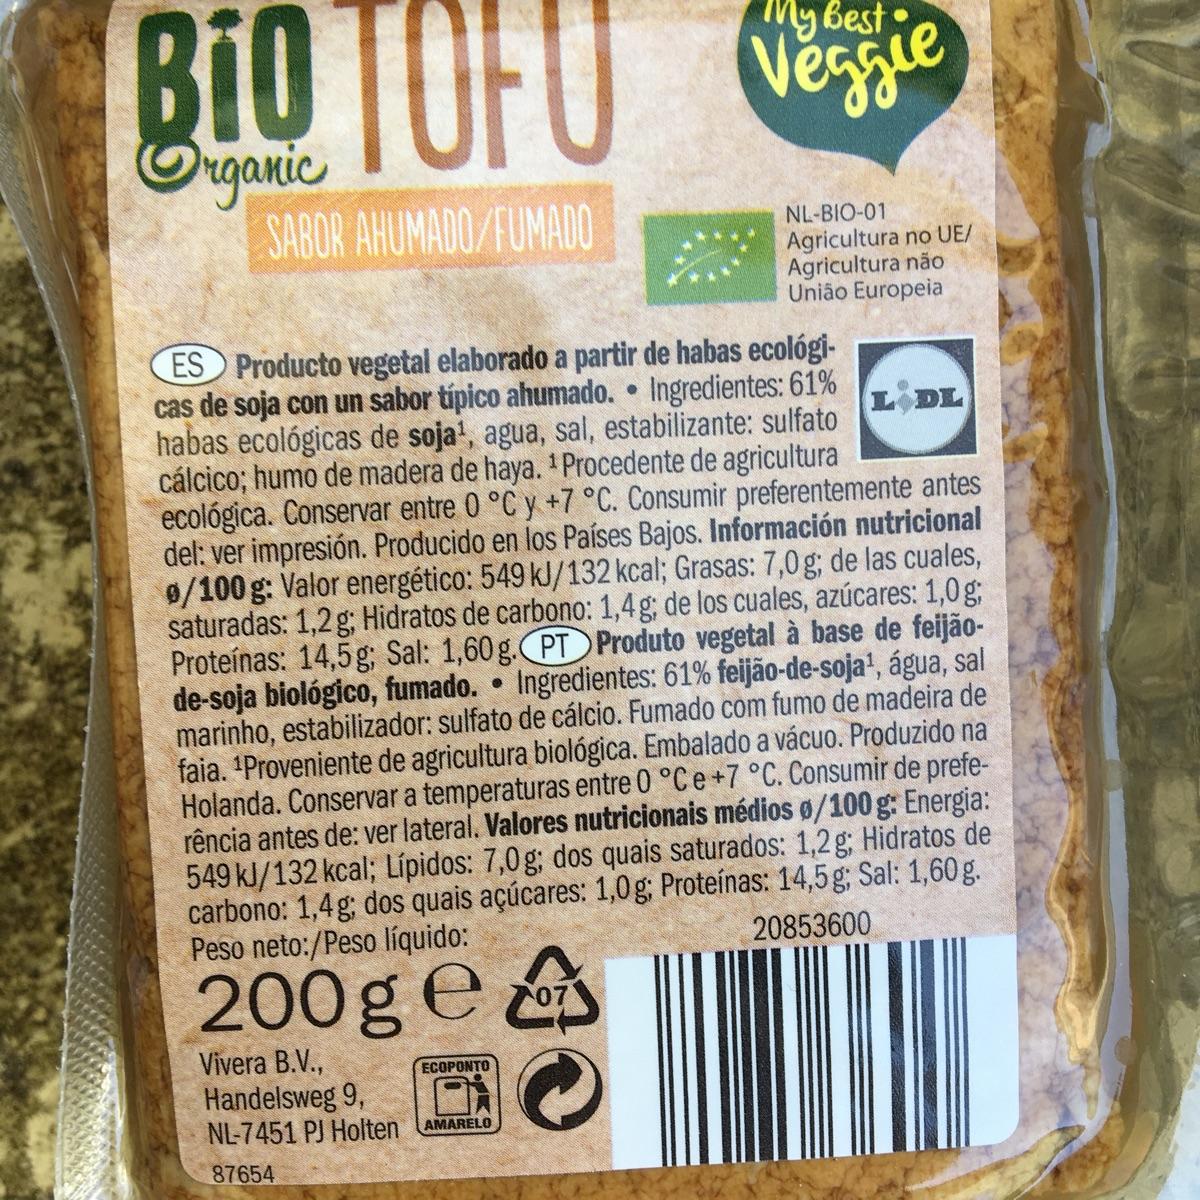 BIO TOFU
Organic
My Best
Veggie
SABOR AHUMADO/FUMADO
NL-BIO-01
Agricultura no UE/
Agricultura não
União Europeia
LIDL
ES Producto vegetal elaborado a partir de habas ecológi-
cas de soja con un sabor típico ahumado. • Ingredientes: 61%
habas ecológicas de soja¹, agua, sal, estabilizante: sulfato
cálcico; humo de madera de haya. ¹ Procedente de agricultura
ecológica. Conservar entre 0 °C y +7 °C. Consumir preferentemente antes
del: ver impresión. Producido en los Países Bajos. Información nutricional
ø/100 g: Valor energético: 549 kJ/132 kcal; Grasas: 7,0 g; de las cuales,
saturadas: 1,2 g; Hidratos de carbono: 1,4 g; de los cuales, azúcares: 1,0 g;
Proteínas: 14,5 g; Sal: 1,60 g. PT Produto vegetal à base de feijão-
de-soja biológico, fumado. • Ingredientes: 61% feijão-de-soja¹, água, sal
marinho, estabilizador: sulfato de cálcio. Fumado com fumo de madeira de
faia. ¹Proveniente de agricultura biológica. Embalado a vácuo. Produzido na
Holanda. Conservar a temperaturas entre 0 °C e +7 °C. Consumir de prefe-
rência antes de: ver lateral. Valores nutricionais médios ø/100 g: Energia:
549 kJ/132 kcal; Lípidos: 7,0 g; dos quais saturados: 1,2 g; Hidratos de
carbono: 1,4 g; dos quais açúcares: 1,0 g; Proteínas: 14,5 g; Sal: 1,60 g.
Peso neto:/Peso líquido:
20853600
200 g e
07
Vivera B.V.,
Handelsweg 9,
NL-7451 PJ Holten
ECOPONTO
AMARELO
87654